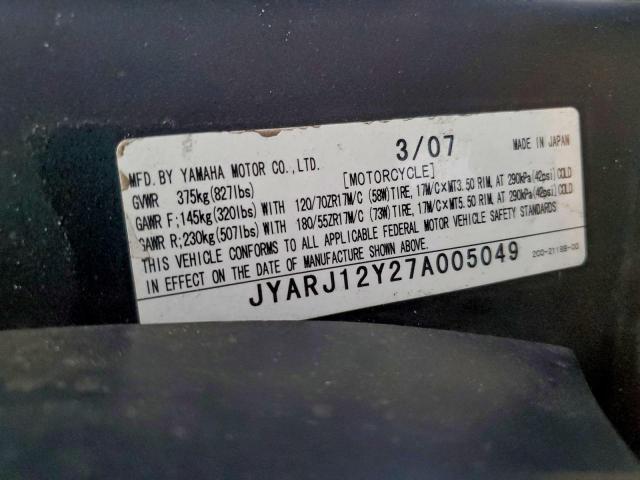 3/07 MADE IN JAPAN
MFD. BY YAMAHA MOTOR CO., LTD.
GVWR 375kg(827lbs) [MOTORCYCLE]
GAWR F;145kg(320lbs) WITH 120/70ZR17M/C (58W)TIRE, 17M/C×MT3.50 RIM, AT 290kPa(42psi)COLD
GAWR R;230kg(507lbs) WITH 180/55ZR17M/C (73W)TIRE, 17M/C×MT5.50 RIM, AT 290kPa(42psi)COLD
THIS VEHICLE CONFORMS TO ALL APPLICABLE FEDERAL MOTOR VEHICLE SAFETY STANDARDS
IN EFFECT ON THE DATE OF MANUFACTURE SHOWN ABOVE.
JYARJ12Y27A005049 2C0-2118B-00